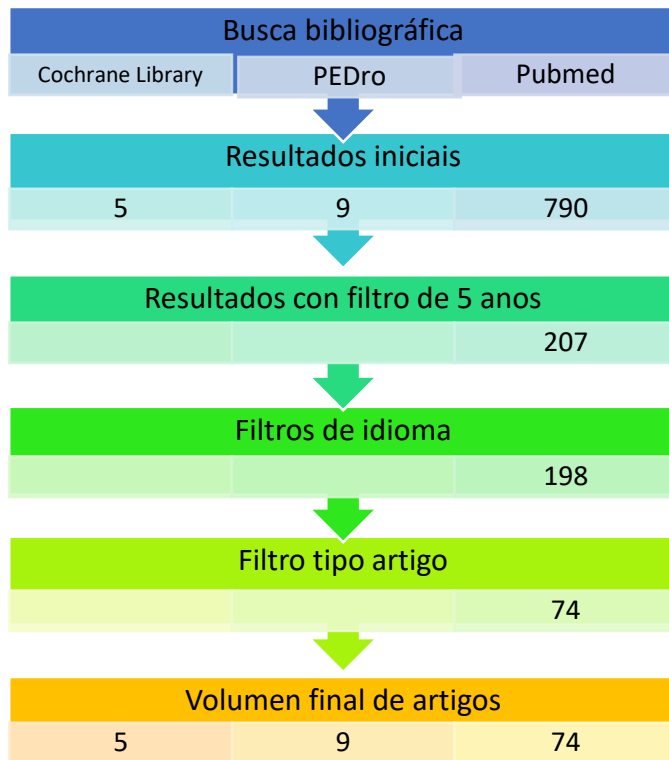 Busca bibliográfica
Cochrane Library PEDro Pubmed
Resultados iniciais
5 9 790
Resultados con filtro de 5 anos
207
Filtros de idioma
198
Filtro tipo artigo
74
Volumen final de artigos
5 9 74